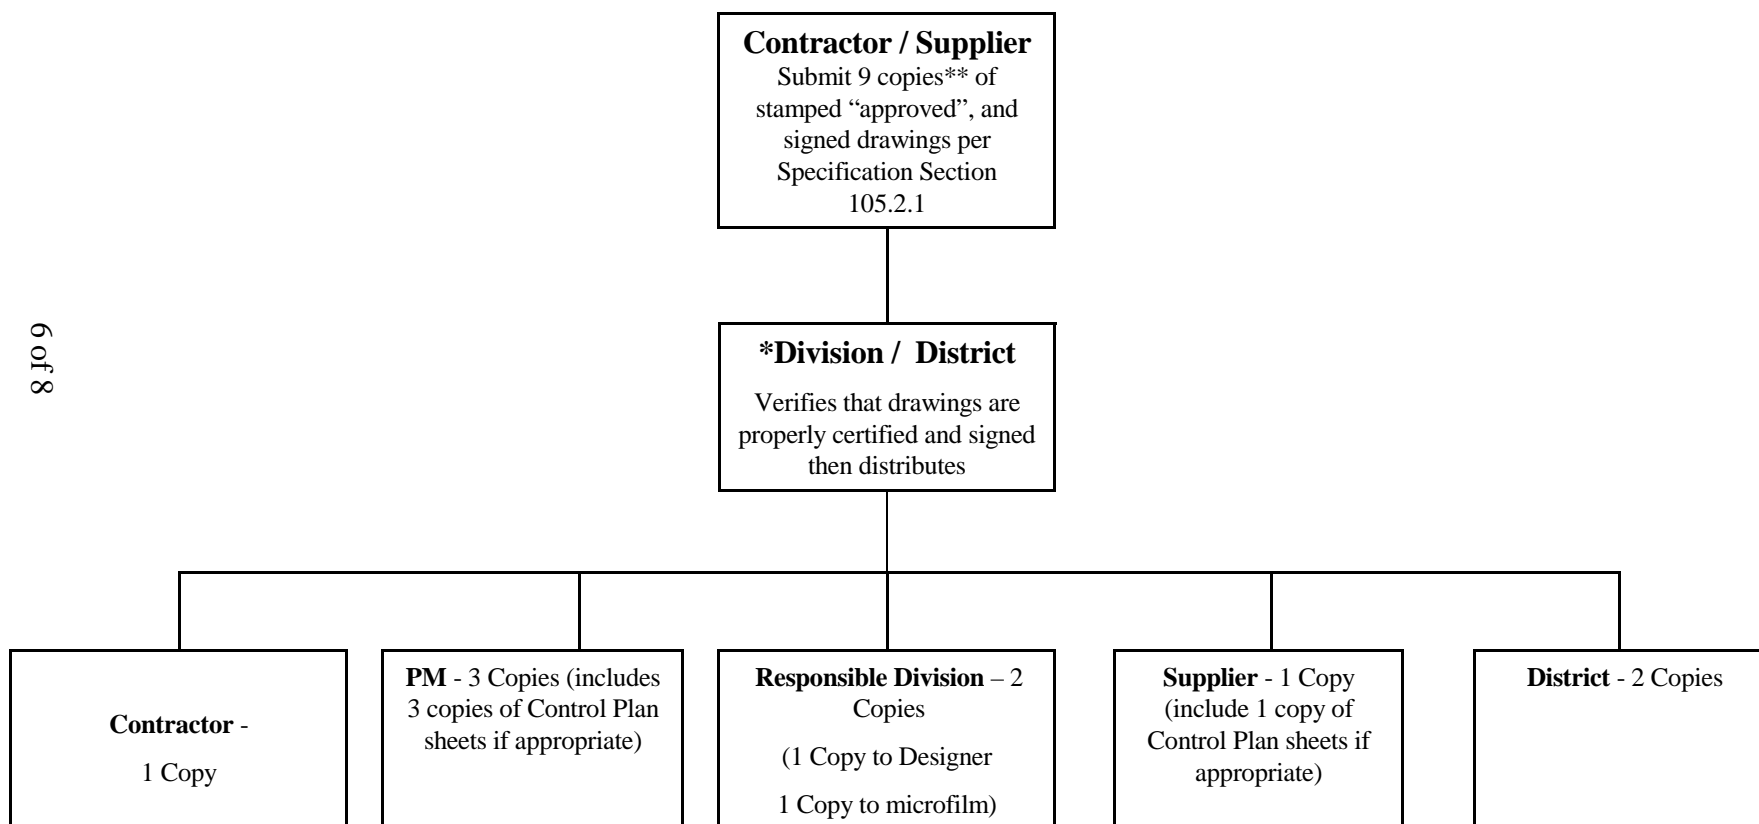 Contractor / Supplier
Submit 9 copies** of
stamped “approved”, and
signed drawings per
Specification Section
105.2.1
6 of 8
*Division /  District
Verifies that drawings are
properly certified and signed
then distributes
Contractor -
1 Copy
PM - 3 Copies (includes
3 copies of Control Plan
sheets if appropriate)
Responsible Division – 2
Copies
(1 Copy to Designer
1 Copy to microfilm)
Supplier - 1 Copy
(include 1 copy of
Control Plan sheets if
appropriate)
District - 2 Copies